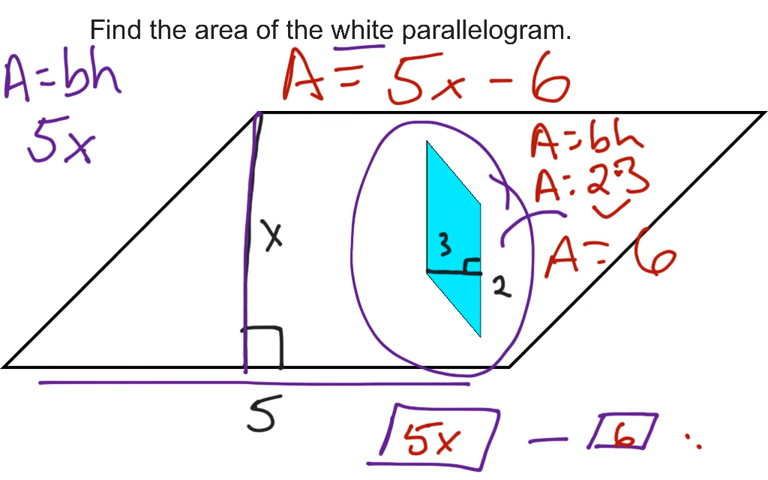 Find the area of the white parallelogram.
A=bh
A=5x-6
5x
A=bh
A:2·3
A=6
x
3
2
5
5x - 6